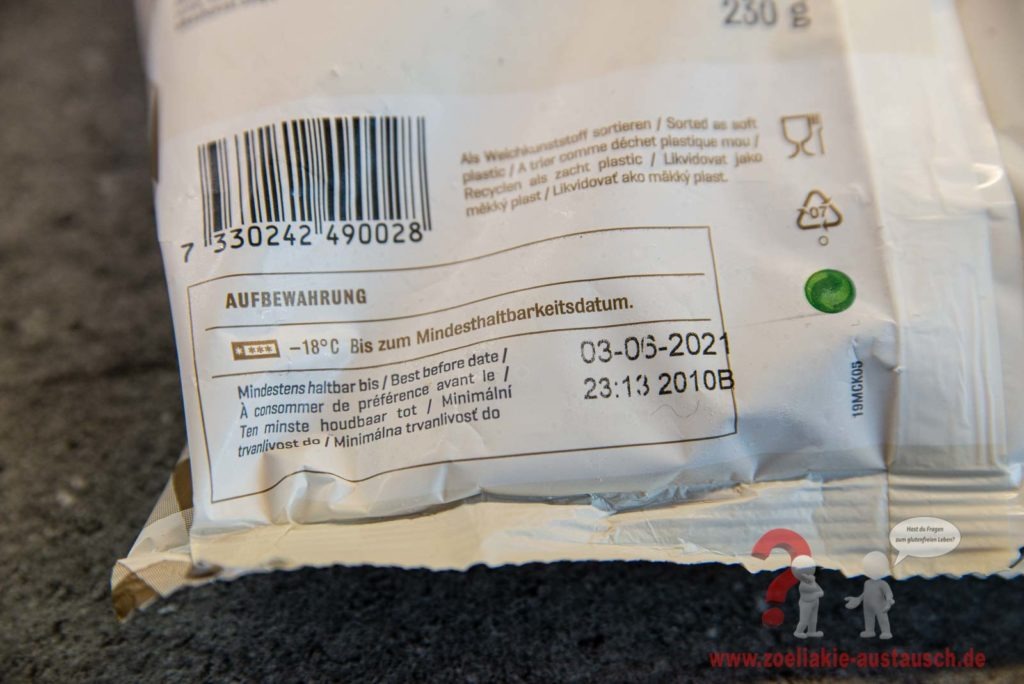 230 g
Als Weichkunststoff sortieren / Sorted as soft
plastic / A trier comme déchet plastique mou /
Recyclen als zacht plastic / Likvidovat jako
měkký plast / Likvidovať ako mäkký plast.
07
7 330242 490028
AUFBEWAHRUNG
**** -18°C Bis zum Mindesthaltbarkeitsdatum.
Mindestens haltbar bis / Best before date /
À consommer de préférence avant le /
Ten minste houdbaar tot / Minimální
trvanlivost do / Minimálna trvanlivosť do
03-06-2021
23:13 2010B
19MCK05
Hast du Fragen
zum glutenfreien Leben?
?
www.zoeliakie-austausch.de